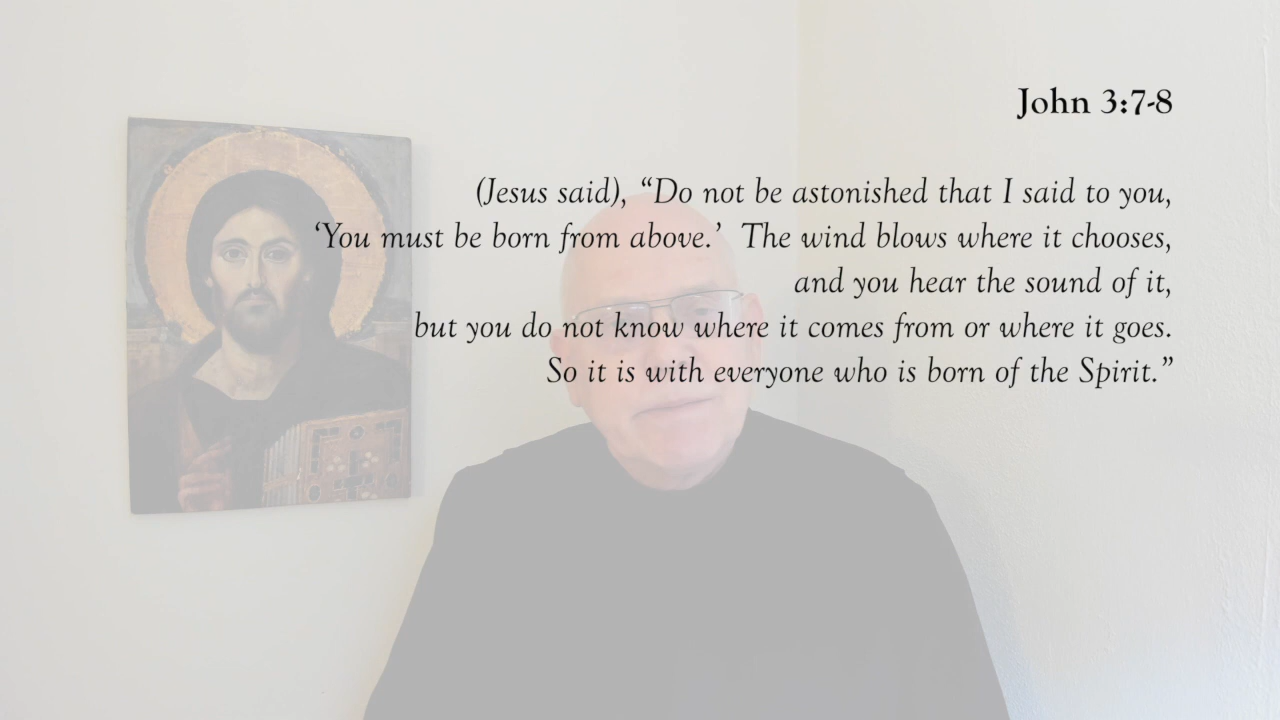 John 3:7-8
(Jesus said), “Do not be astonished that I said to you,
‘You must be born from above.’ The wind blows where it chooses,
and you hear the sound of it,
but you do not know where it comes from or where it goes.
So it is with everyone who is born of the Spirit.”